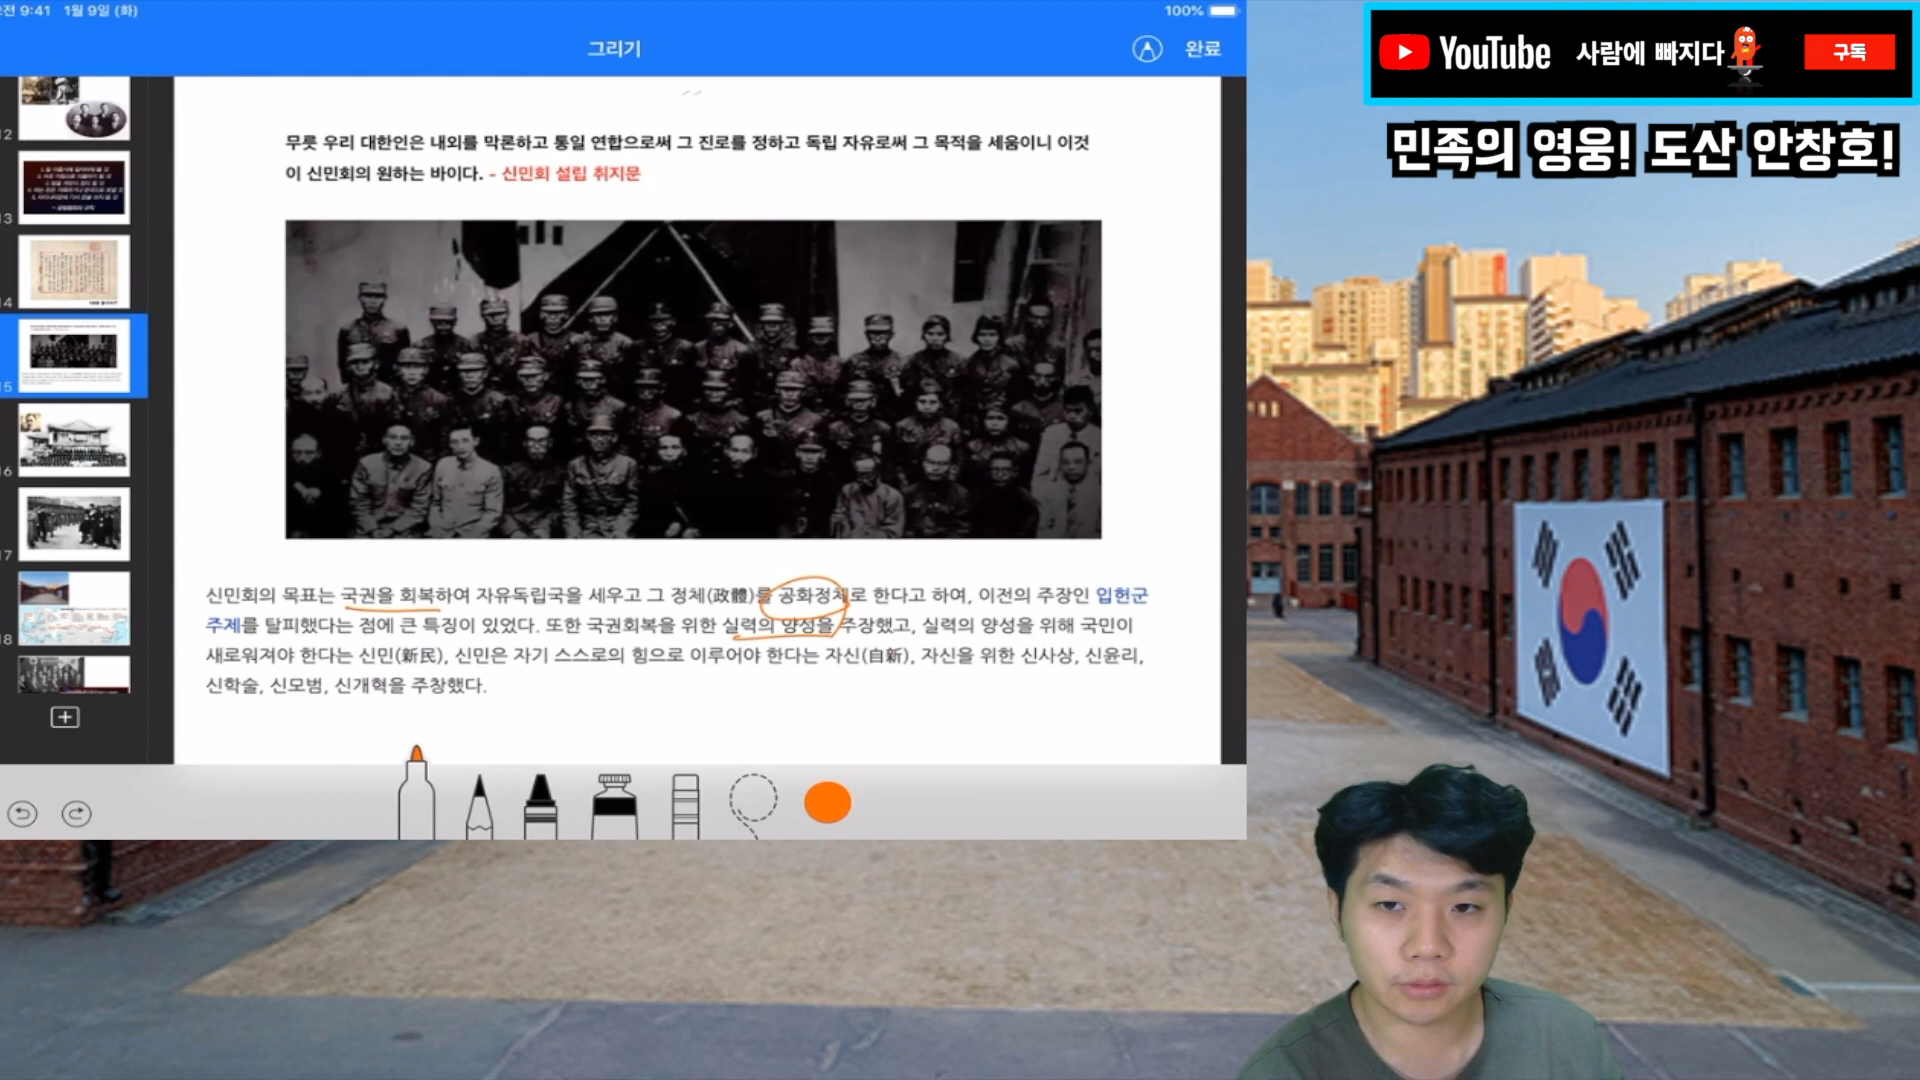 오전 9:41 1월 9일 (화)
100%
그리기
완료
무릇 우리 대한인은 내외를 막론하고 통일 연합으로써 그 진로를 정하고 독립 자유로써 그 목적을 세움이니 이것
이 신민회의 원하는 바이다. - 신민회 설립 취지문
신민회의 목표는 국권을 회복하여 자유독립국을 세우고 그 정체(政體)를 공화정체로 한다고 하여, 이전의 주장인 입헌군
주제를 탈피했다는 점에 큰 특징이 있었다. 또한 국권회복을 위한 실력의 양성을 주장했고, 실력의 양성을 위해 국민이
새로워져야 한다는 신민(新民), 신민은 자기 스스로의 힘으로 이루어야 한다는 자신(自新), 자신을 위한 신사상, 신윤리,
신학술, 신모범, 신개혁을 주창했다.
YouTube 사람에 빠지다 구독
민족의 영웅! 도산 안창호!